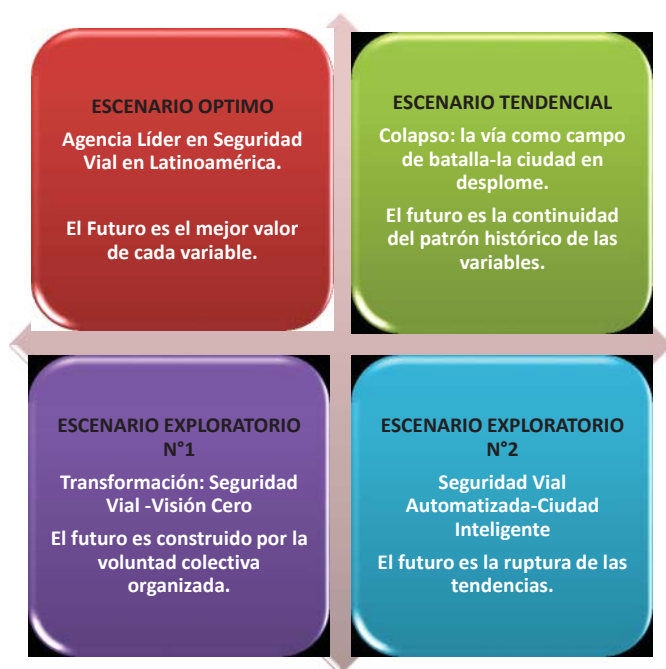 ESCENARIO OPTIMO
Agencia Líder en Seguridad
Vial en Latinoamérica.
El Futuro es el mejor valor
de cada variable.
ESCENARIO TENDENCIAL
Colapso: la vía como campo
de batalla-la ciudad en
desplome.
El futuro es la continuidad
del patrón histórico de las
variables.
ESCENARIO EXPLORATORIO
N°1
Transformación: Seguridad
Vial -Visión Cero
El futuro es construido por la
voluntad colectiva
organizada.
ESCENARIO EXPLORATORIO
N°2
Seguridad Vial
Automatizada-Ciudad
Inteligente
El futuro es la ruptura de las
tendencias.